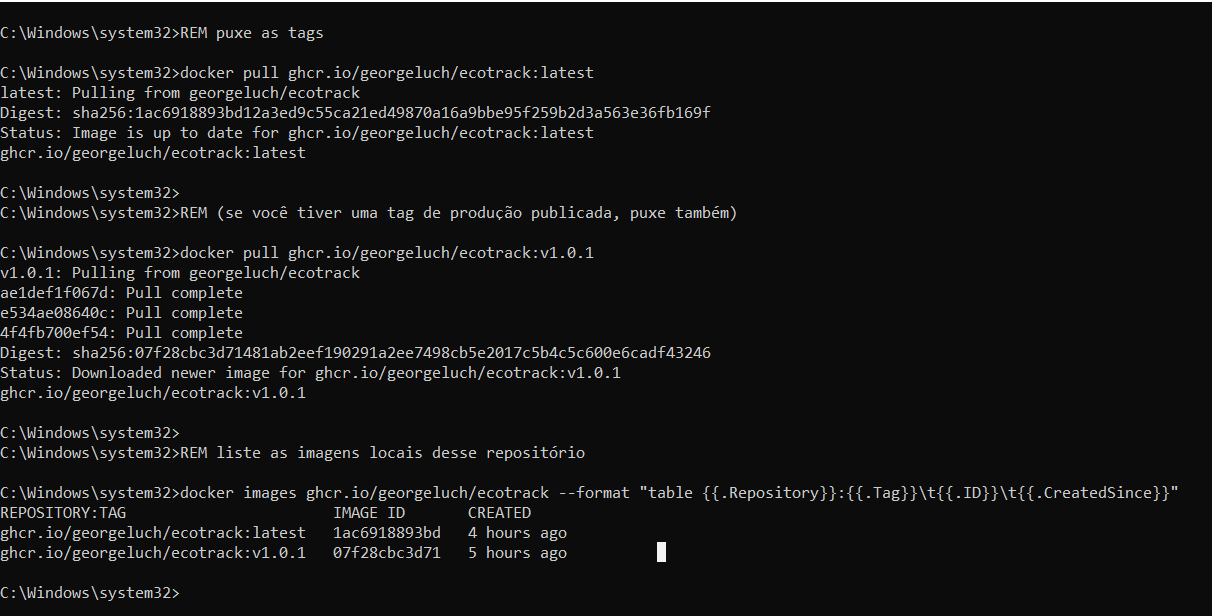 C:\Windows\system32>REM puxe as tags
C:\Windows\system32>docker pull ghcr.io/georgeluch/ecotrack:latest
latest: Pulling from georgeluch/ecotrack
Digest: sha256:1ac6918893bd12a3ed9c55ca21ed49870a16a9bbe95f259b2d3a563e36fb169f
Status: Image is up to date for ghcr.io/georgeluch/ecotrack:latest
ghcr.io/georgeluch/ecotrack:latest
C:\Windows\system32>
C:\Windows\system32>REM (se você tiver uma tag de produção publicada, puxe também)
C:\Windows\system32>docker pull ghcr.io/georgeluch/ecotrack:v1.0.1
v1.0.1: Pulling from georgeluch/ecotrack
ae1def1f067d: Pull complete
e534ae08640c: Pull complete
4f4fb700ef54: Pull complete
Digest: sha256:07f28cbc3d71481ab2eef190291a2ee7498cb5e2017c5b4c5c600e6cadf43246
Status: Downloaded newer image for ghcr.io/georgeluch/ecotrack:v1.0.1
ghcr.io/georgeluch/ecotrack:v1.0.1
C:\Windows\system32>
C:\Windows\system32>REM liste as imagens locais desse repositório
C:\Windows\system32>docker images ghcr.io/georgeluch/ecotrack --format "table {{.Repository}}:{{.Tag}}\t{{.ID}}\t{{.CreatedSince}}"
REPOSITORY:TAG                       IMAGE ID       CREATED
ghcr.io/georgeluch/ecotrack:latest   1ac6918893bd   4 hours ago
ghcr.io/georgeluch/ecotrack:v1.0.1   07f28cbc3d71   5 hours ago
C:\Windows\system32>